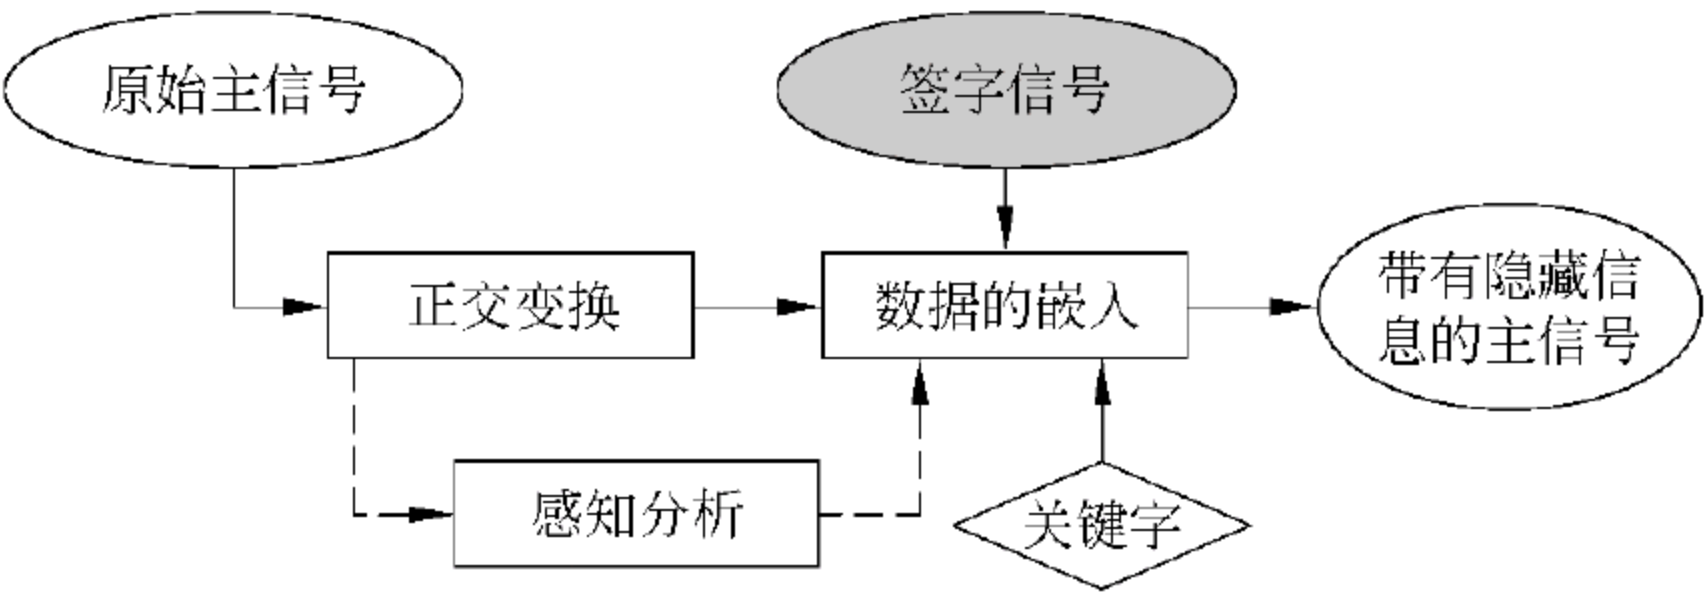 原始主信号
签字信号
正交变换
数据的嵌入
带有隐藏信
息的主信号
感知分析
关键字